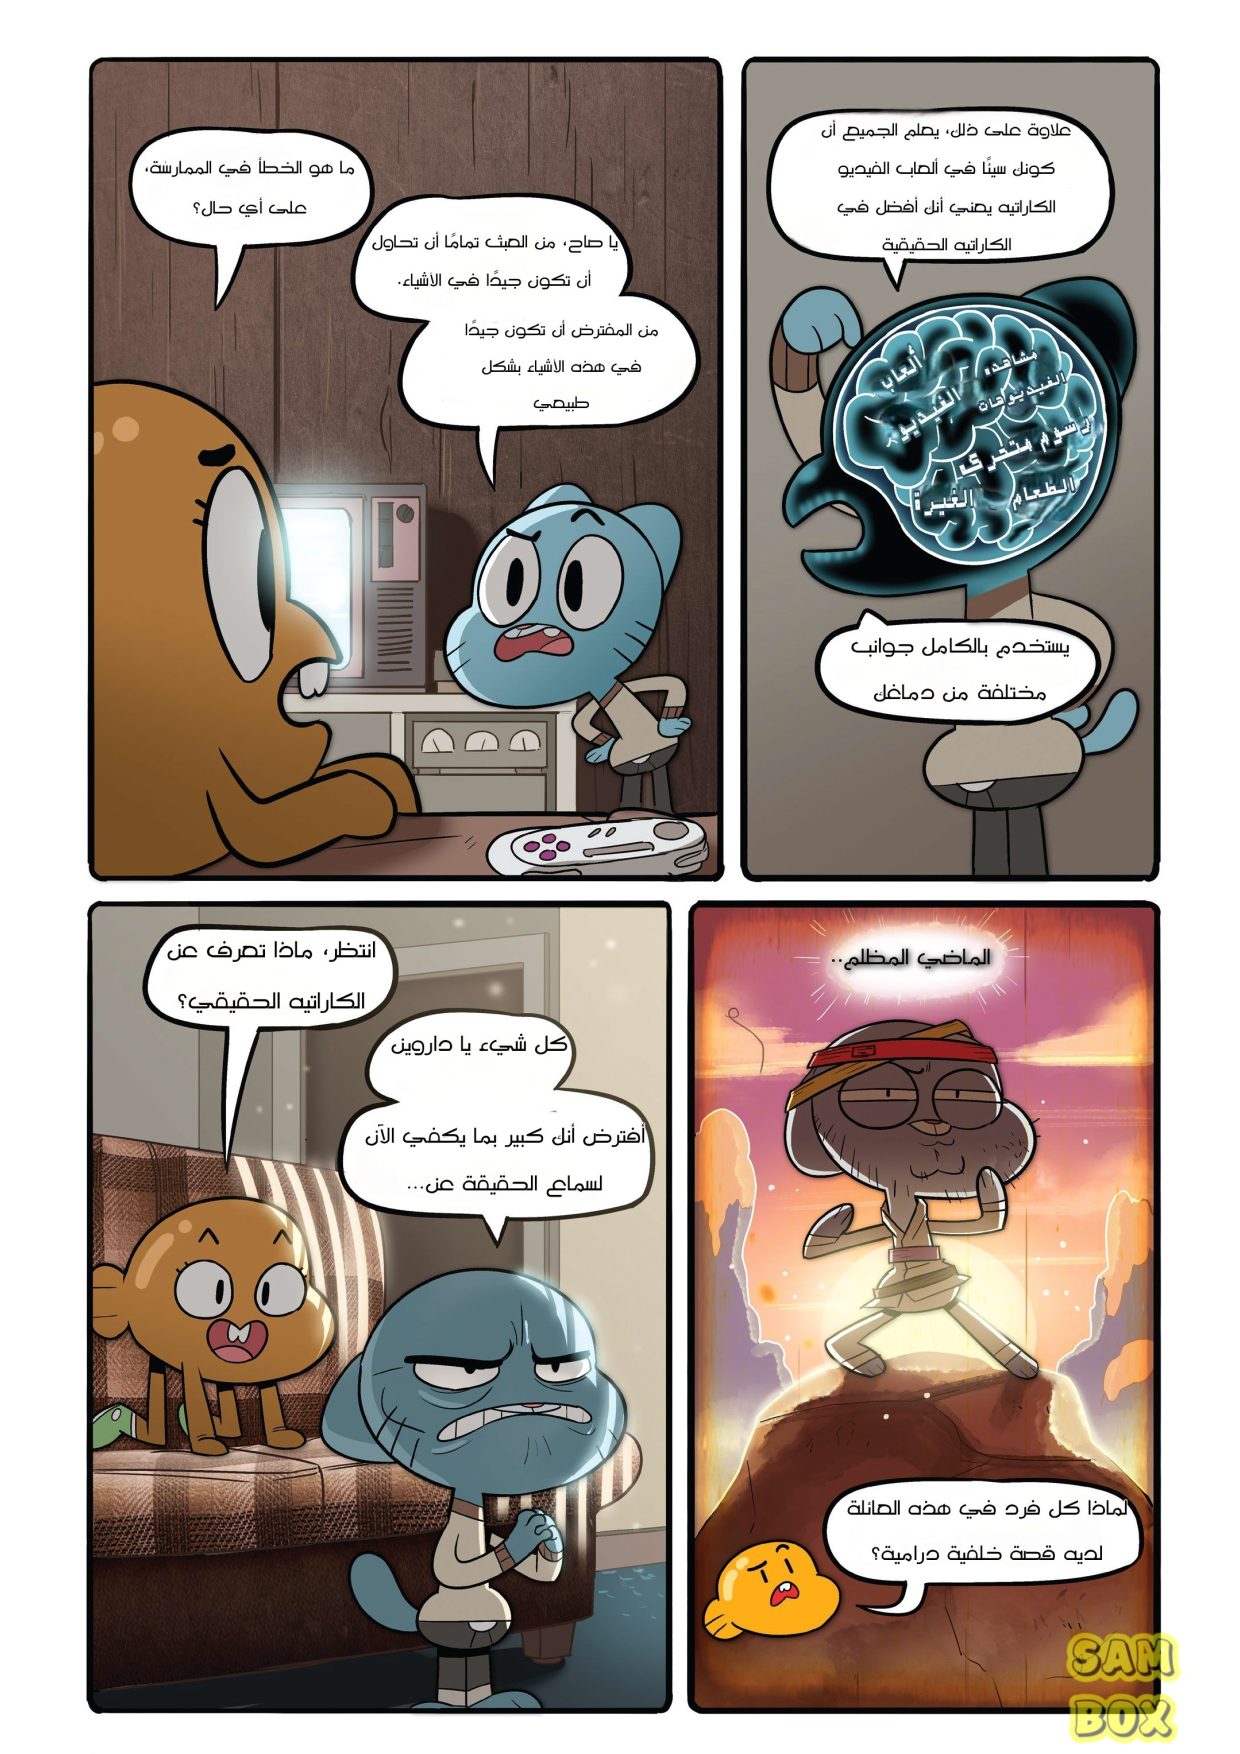 ما هو الخطأ في الممارسة،
على أي حال؟
يا صاح، من العبث تمامًا أن تحاول
أن تكون جيدًا في الأشياء.
من المفترض أن تكون جيدًا
في هذه الأشياء بشكل
طبيعي
علاوة على ذلك، يعلم الجميع أن
كونك سيئًا في ألعاب الفيديو
الكاراتيه يعني أنك أفضل في
الكاراتيه الحقيقية
ألعاب
الفيديو
مشاهده
الفيديوهات
رسوم متحركه
الطعام
الغيرة
يستخدم بالكامل جوانب
مختلفة من دماغك
انتظر، ماذا تعرف عن
الكاراتيه الحقيقي؟
كل شيء يا داروين
أفترض أنك كبير بما يكفي الآن
لسماع الحقيقة عن...
الماضي المظلم..
لماذا كل فرد في هذه العائلة
لديه قصة خلفية درامية؟
SAM
BOX